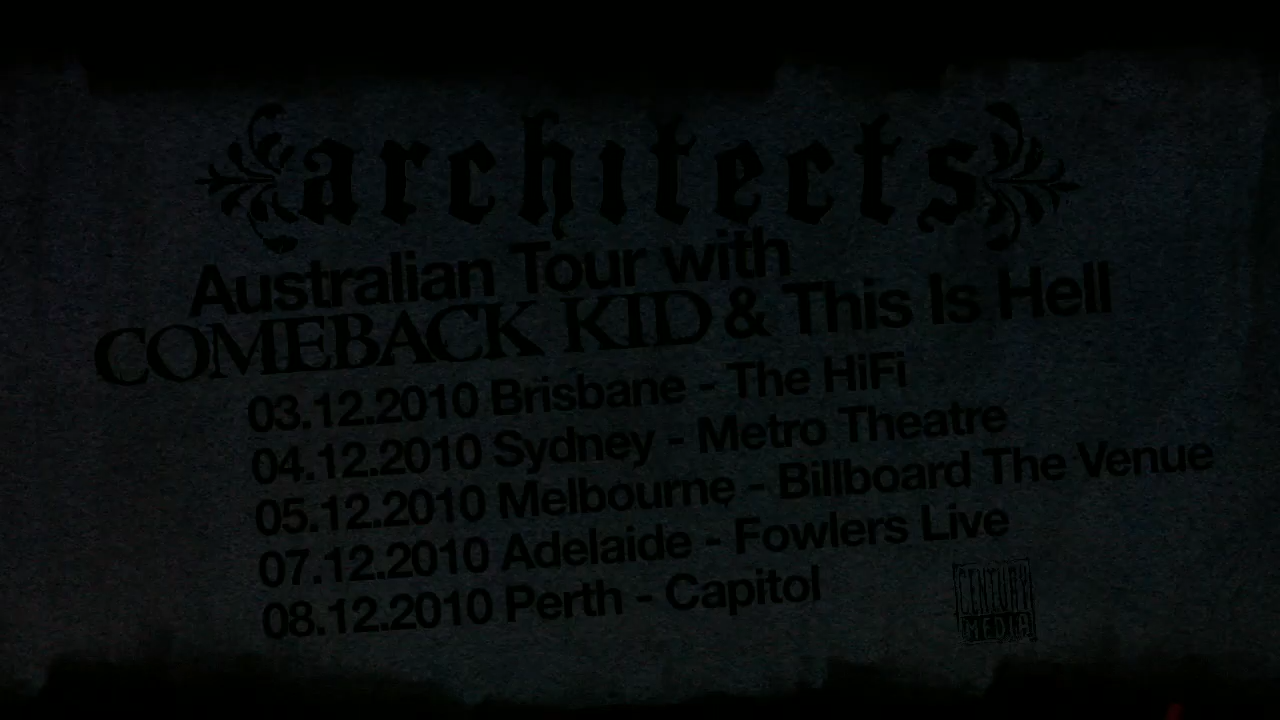 architects
Australian Tour with
COMEBACK KID & This Is Hell
03.12.2010 Brisbane - The HiFi
04.12.2010 Sydney - Metro Theatre
05.12.2010 Melbourne - Billboard The Venue
07.12.2010 Adelaide - Fowlers Live
08.12.2010 Perth - Capitol
CENTURY
MEDIA